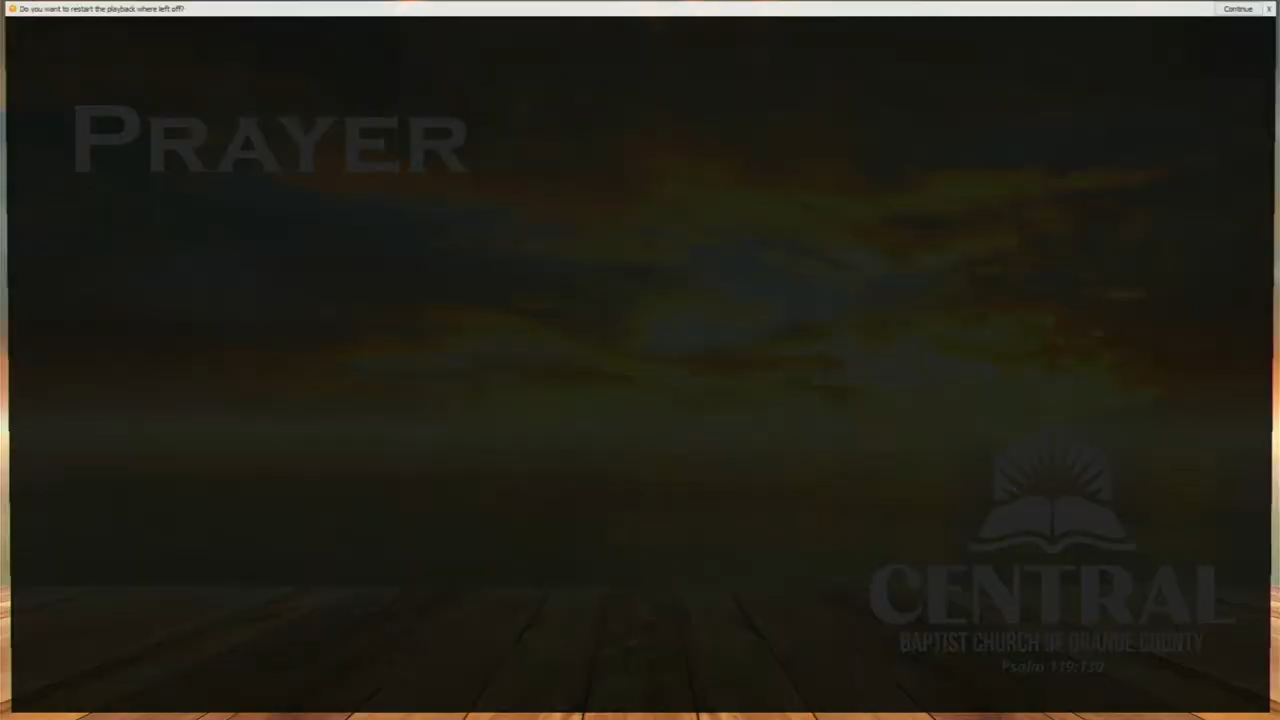 Do you want to restart the playback where left off?
Continue
X
PRAYER
CENTRAL
BAPTIST CHURCH OF ORANGE COUNTY
Psalm 119:130